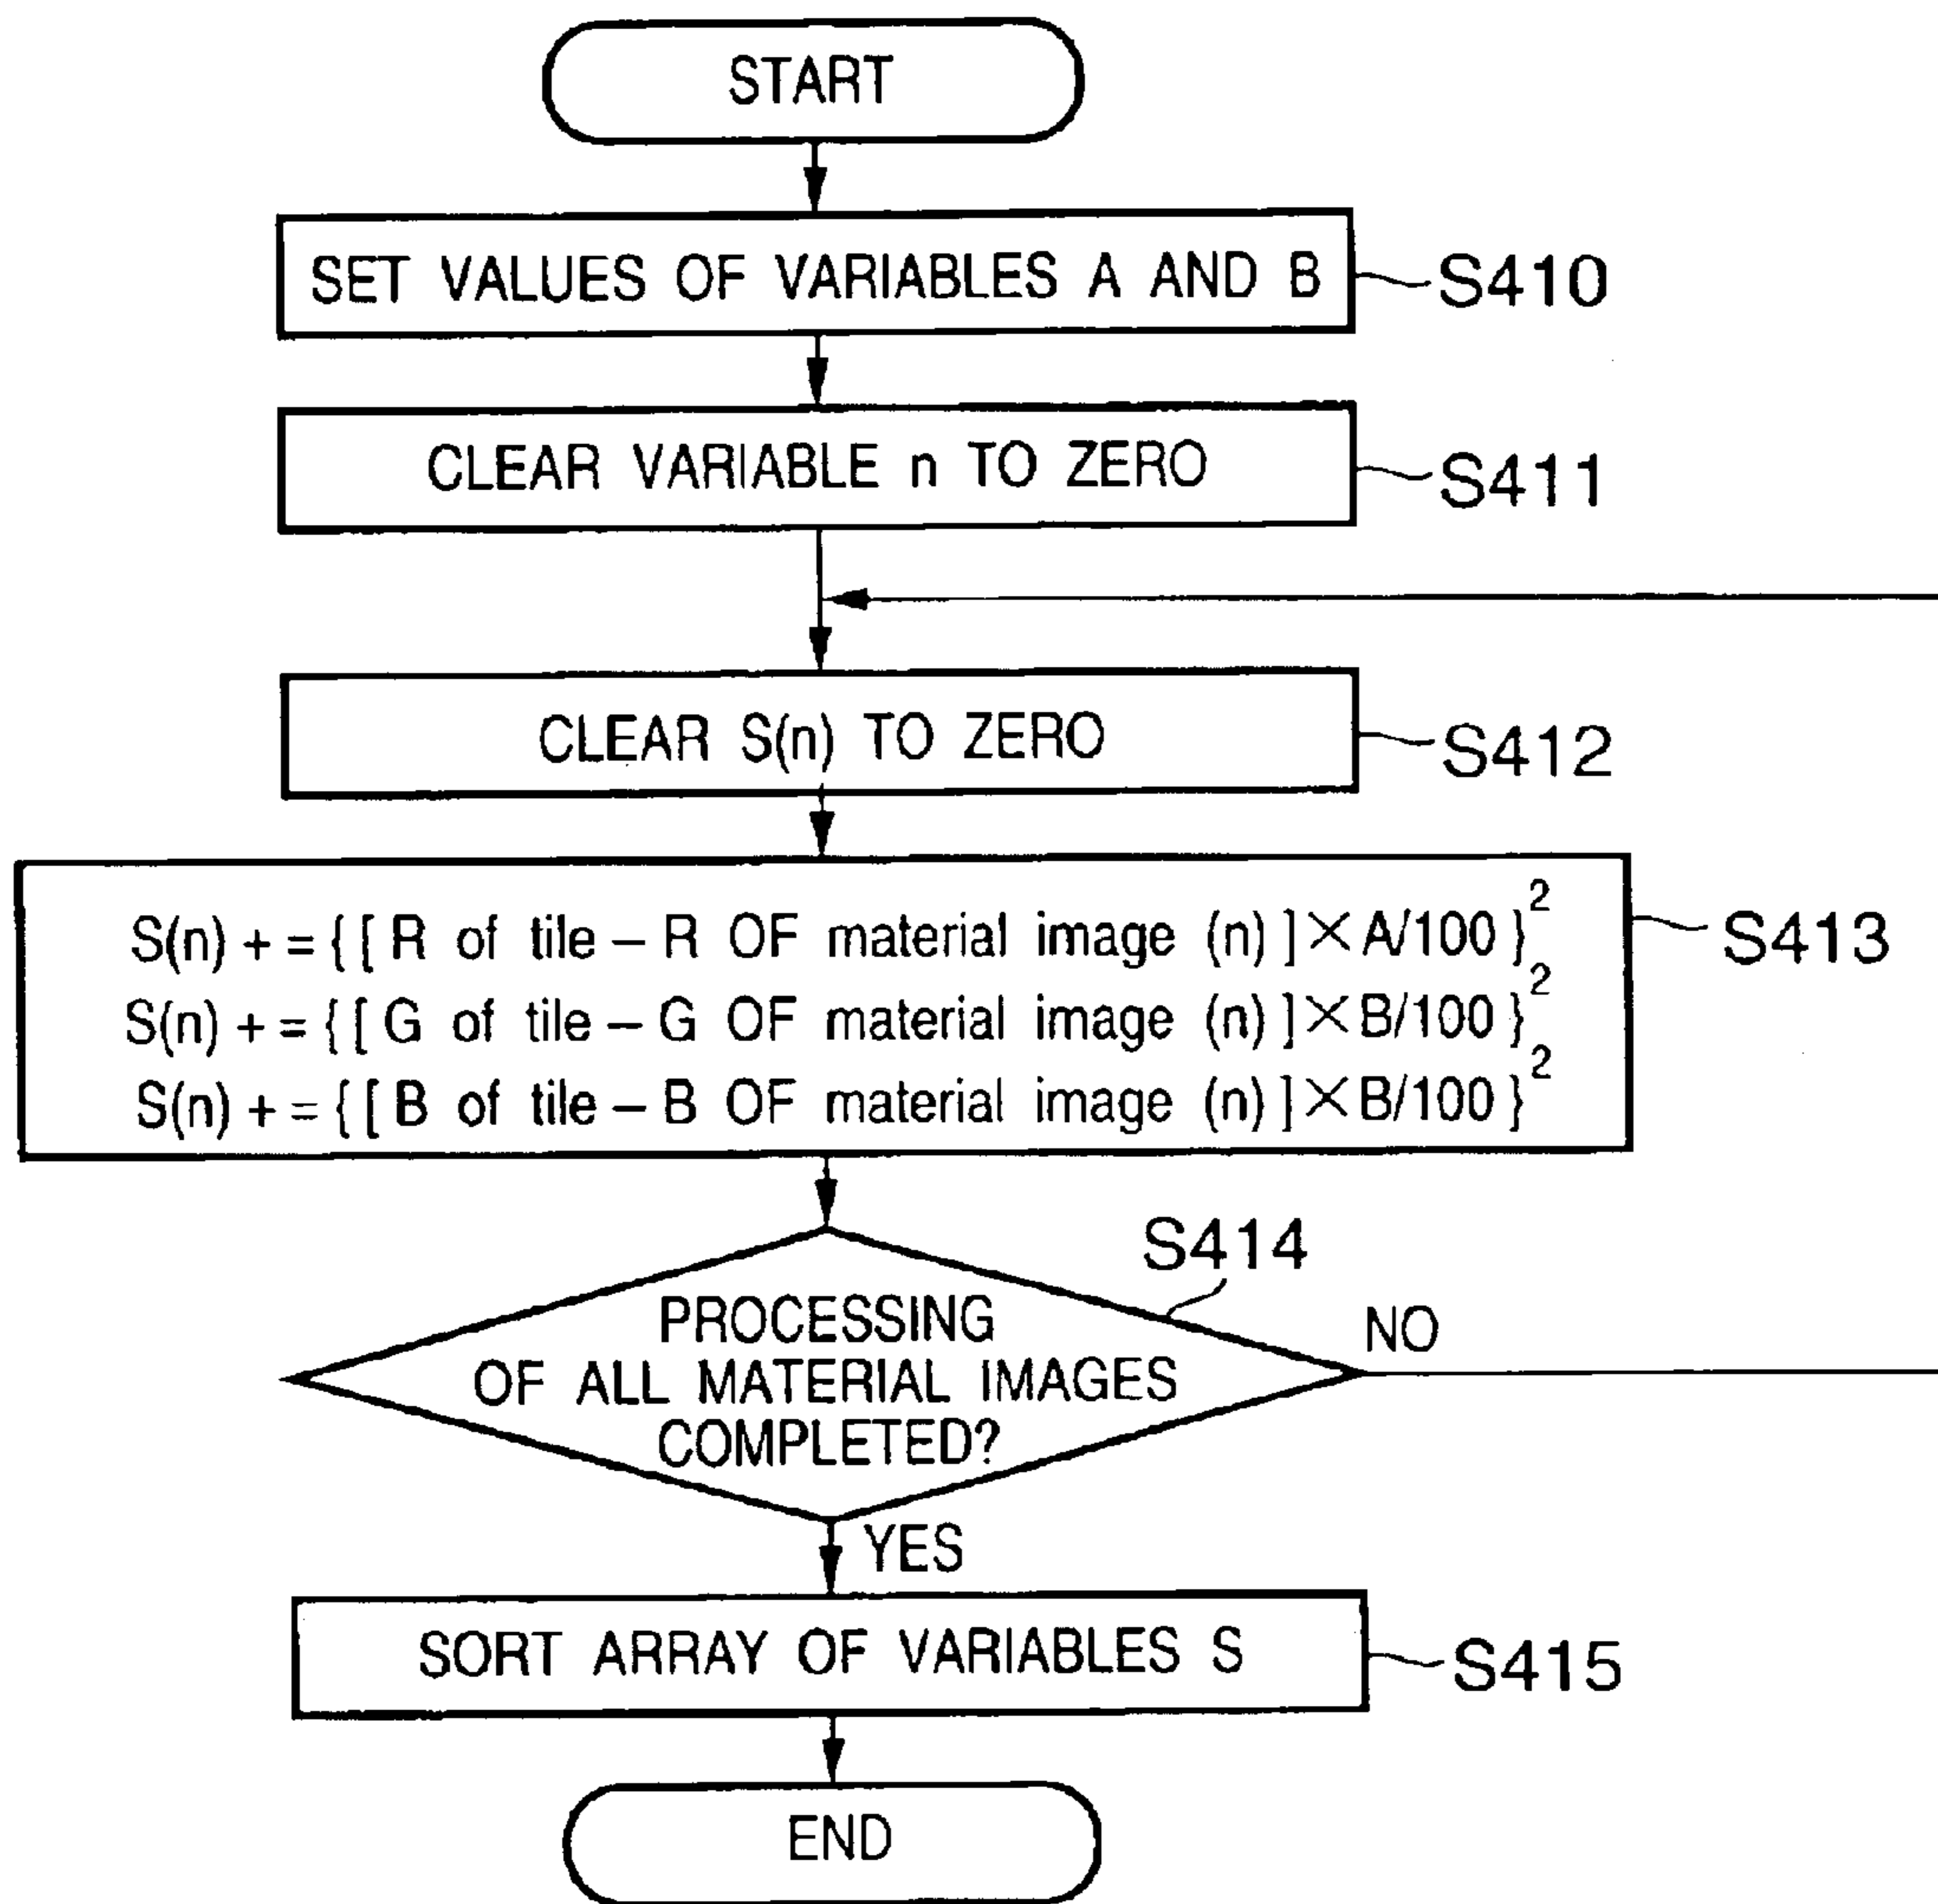 START
SET VALUES OF VARIABLES A AND B
S410
CLEAR VARIABLE n TO ZERO
S411
CLEAR S(n) TO ZERO
S412
S(n) + = { [ R of tile – R OF material image (n) ] × A/100 }²
S(n) + = { [ G of tile – G OF material image (n) ] × B/100 }²
S(n) + = { [ B of tile – B OF material image (n) ] × B/100 }²
S413
S414
PROCESSING
OF ALL MATERIAL IMAGES
COMPLETED?
NO
YES
SORT ARRAY OF VARIABLES S
S415
END